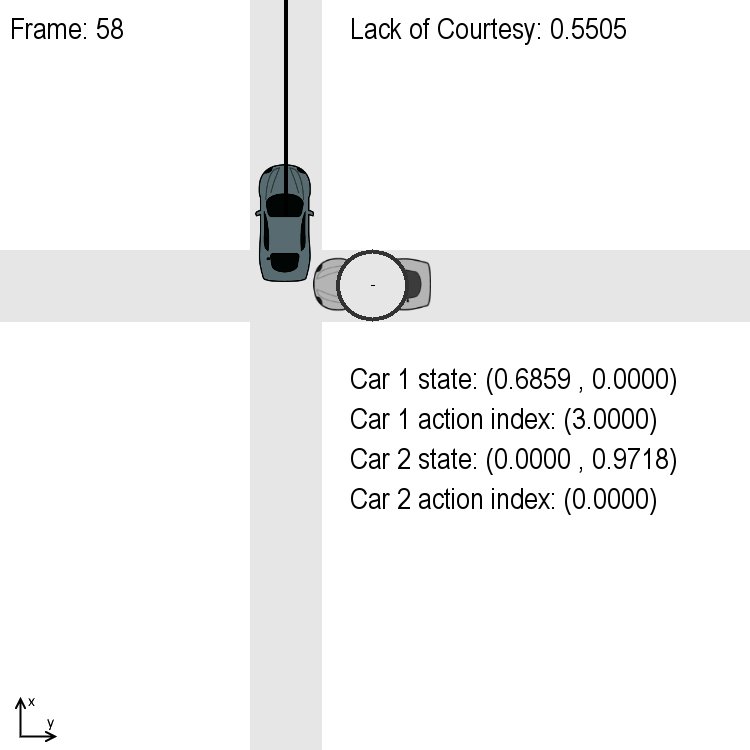 Frame: 58
Lack of Courtesy: 0.5505
Car 1 state: (0.6859 , 0.0000)
Car 1 action index: (3.0000)
Car 2 state: (0.0000 , 0.9718)
Car 2 action index: (0.0000)
x
y